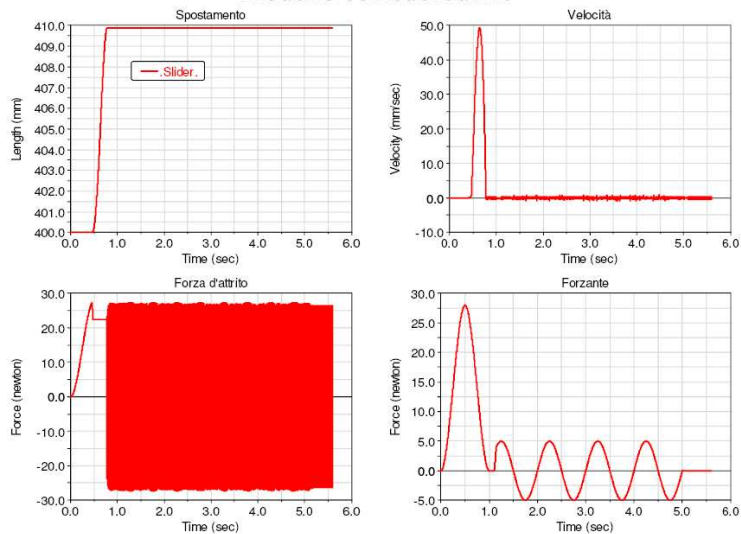 Spostamento
410.0
409.0
408.0
407.0
406.0
405.0
404.0
403.0
402.0
401.0
400.0
Length (mm)
.Slider.
0.0 1.0 2.0 3.0 4.0 5.0 6.0
Time (sec)
Velocità
50.0
40.0
30.0
20.0
10.0
0.0
-10.0
Velocity (mm/sec)
0.0 1.0 2.0 3.0 4.0 5.0 6.0
Time (sec)
Forza d'attrito
30.0
20.0
10.0
0.0
-10.0
-20.0
-30.0
Force (newton)
0.0 1.0 2.0 3.0 4.0 5.0 6.0
Time (sec)
Forzante
30.0
25.0
20.0
15.0
10.0
5.0
0.0
-5.0
Force (newton)
0.0 1.0 2.0 3.0 4.0 5.0 6.0
Time (sec)